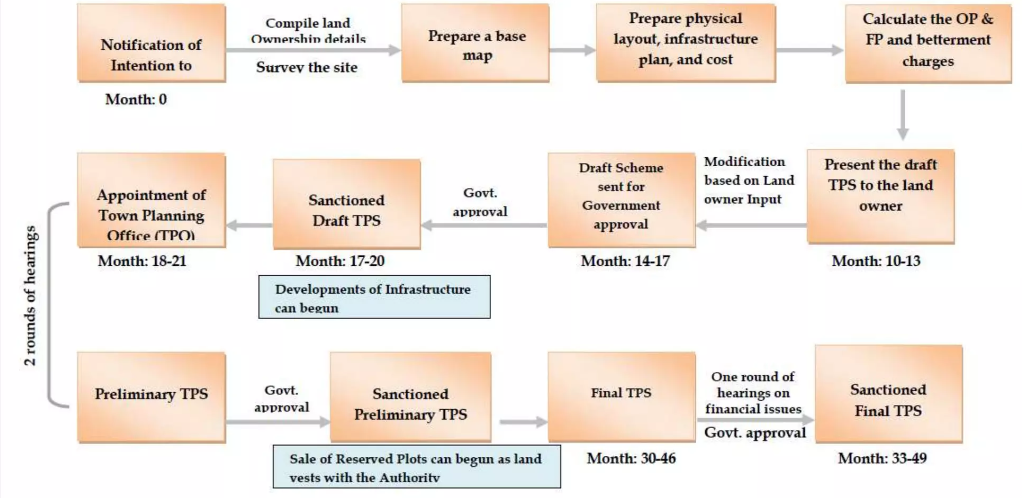 Notification of
Intention to
Month: 0
Compile land
Ownership details
Survey the site
Prepare a base
map
Prepare physical
layout, infrastructure
plan, and cost
Calculate the OP &
FP and betterment
charges
Present the draft
TPS to the land
owner
Month: 10-13
Modification
based on Land
owner Input
Draft Scheme
sent for
Government
approval
Month: 14-17
Govt.
approval
Sanctioned
Draft TPS
Month: 17-20
Developments of Infrastructure
can begun
Appointment of
Town Planning
Office (TPO)
Month: 18-21
2 rounds of hearings
Preliminary TPS
Govt.
approval
Sanctioned
Preliminary TPS
Sale of Reserved Plots can begun as land
vests with the Authority
Final TPS
Month: 30-46
One round of
hearings on
financial issues
Govt. approval
Sanctioned
Final TPS
Month: 33-49